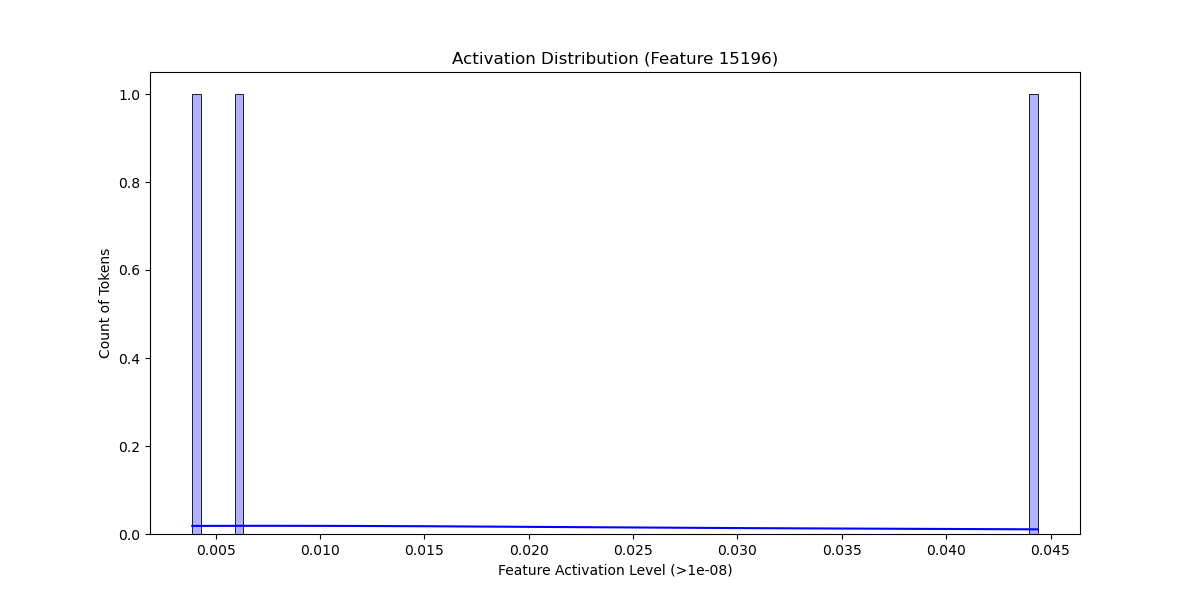 Activation Distribution (Feature 15196)
Count of Tokens
1.0
0.8
0.6
0.4
0.2
0.0
0.005 0.010 0.015 0.020 0.025 0.030 0.035 0.040 0.045
Feature Activation Level (>1e-08)